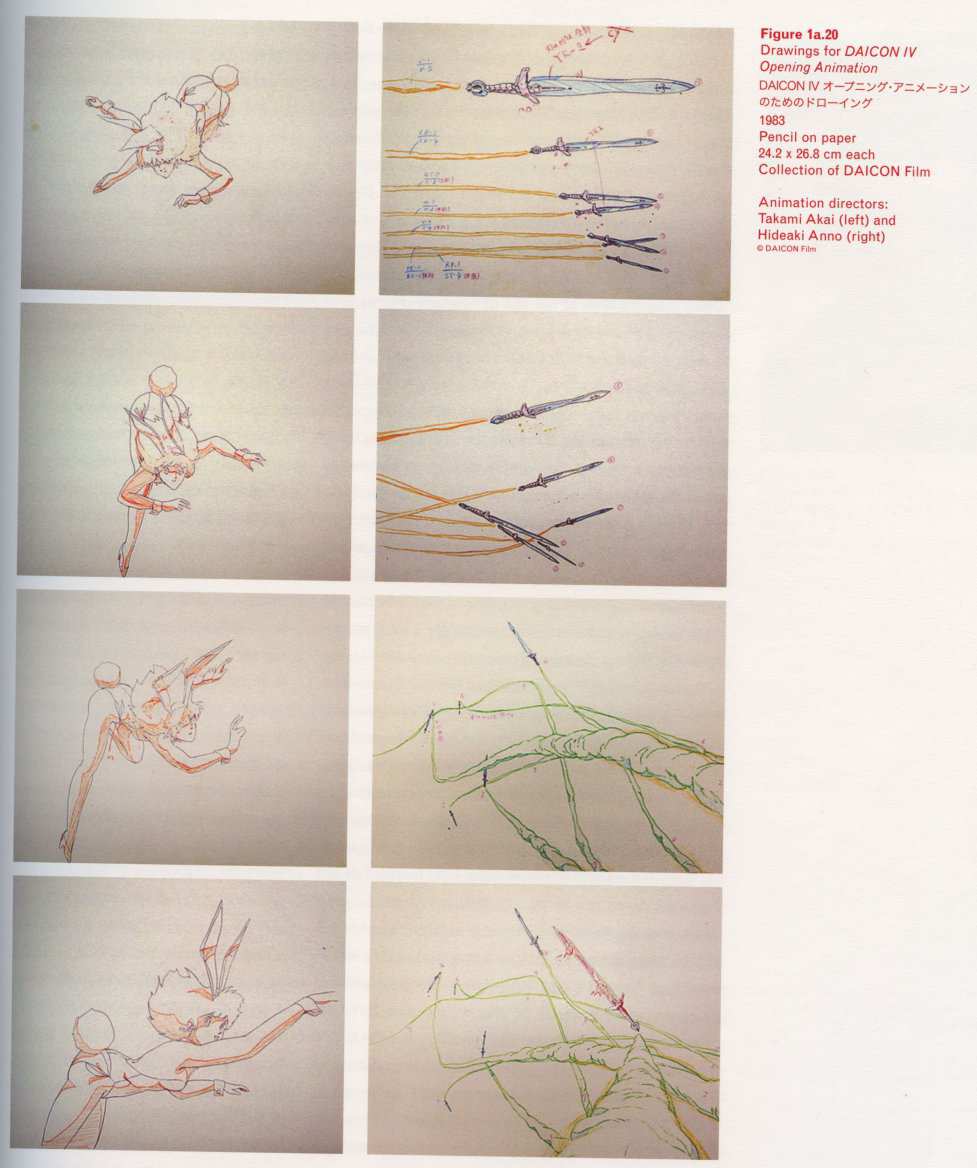 Figure 1a.20
Drawings for DAICON IV
Opening Animation
DAICON IV オープニング・アニメーション
のためのドローイング
1983
Pencil on paper
24.2 x 26.8 cm each
Collection of DAICON Film
Animation directors:
Takami Akai (left) and
Hideaki Anno (right)
© DAICON Film